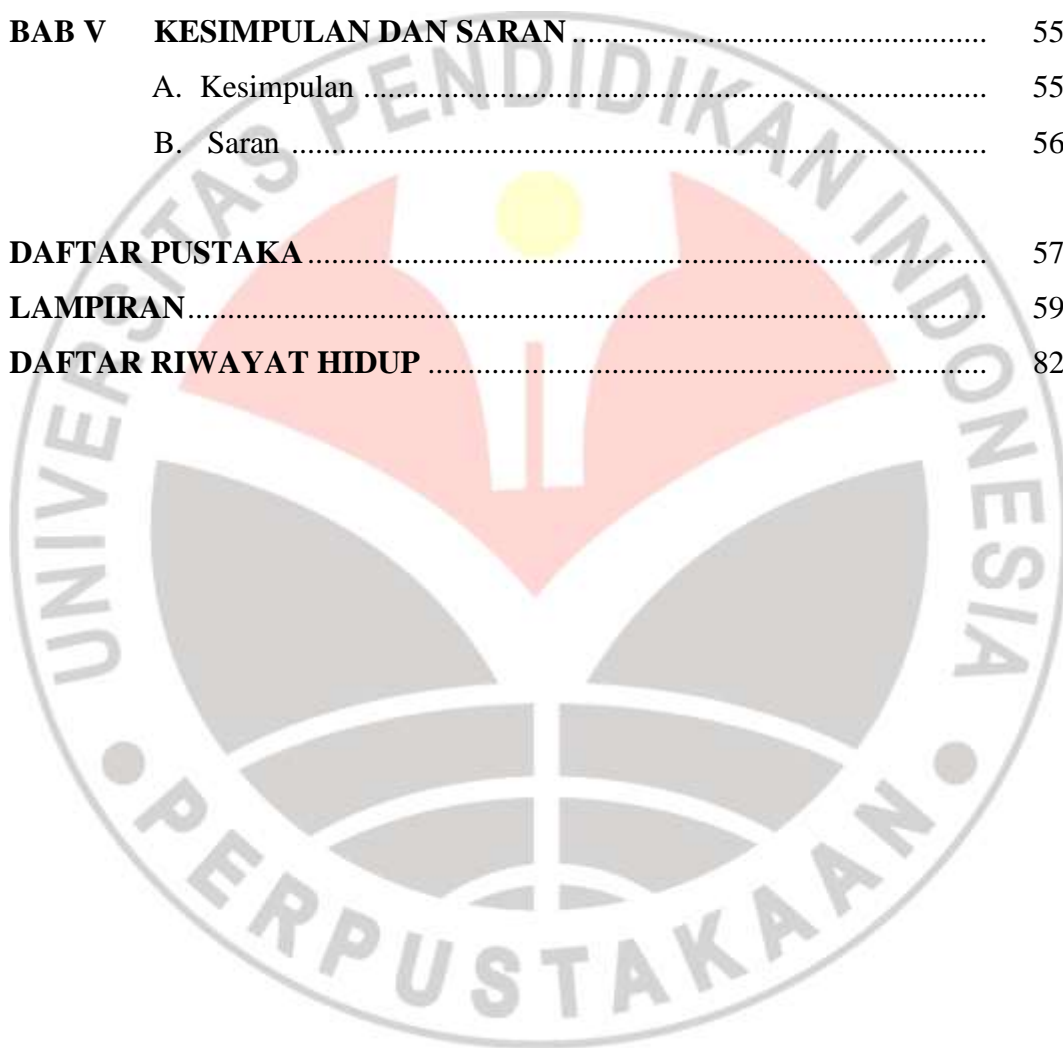 BAB V KESIMPULAN DAN SARAN .................................................. 55
A. Kesimpulan ........................................................................... 55
B. Saran .................................................................................... 56
DAFTAR PUSTAKA .................................................................................. 57
LAMPIRAN ................................................................................................ 59
DAFTAR RIWAYAT HIDUP .................................................................... 82
UNIVERSITAS PENDIDIKAN INDONESIA
PERPUSTAKAAN